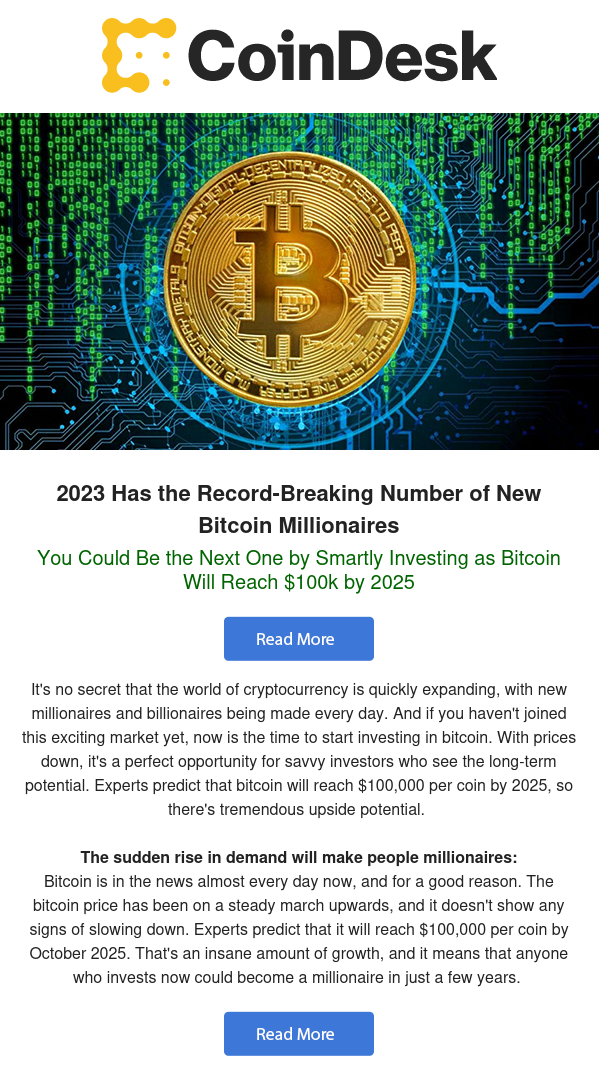 CoinDesk
BITCOIN DIGITAL DECENTRALIZED PEER TO PEER
2023 Has the Record-Breaking Number of New
Bitcoin Millionaires
You Could Be the Next One by Smartly Investing as Bitcoin
Will Reach $100k by 2025
Read More
It's no secret that the world of cryptocurrency is quickly expanding, with new
millionaires and billionaires being made every day. And if you haven't joined
this exciting market yet, now is the time to start investing in bitcoin. With prices
down, it's a perfect opportunity for savvy investors who see the long-term
potential. Experts predict that bitcoin will reach $100,000 per coin by 2025, so
there's tremendous upside potential.
The sudden rise in demand will make people millionaires:
Bitcoin is in the news almost every day now, and for a good reason. The
bitcoin price has been on a steady march upwards, and it doesn't show any
signs of slowing down. Experts predict that it will reach $100,000 per coin by
October 2025. That's an insane amount of growth, and it means that anyone
who invests now could become a millionaire in just a few years.
Read More